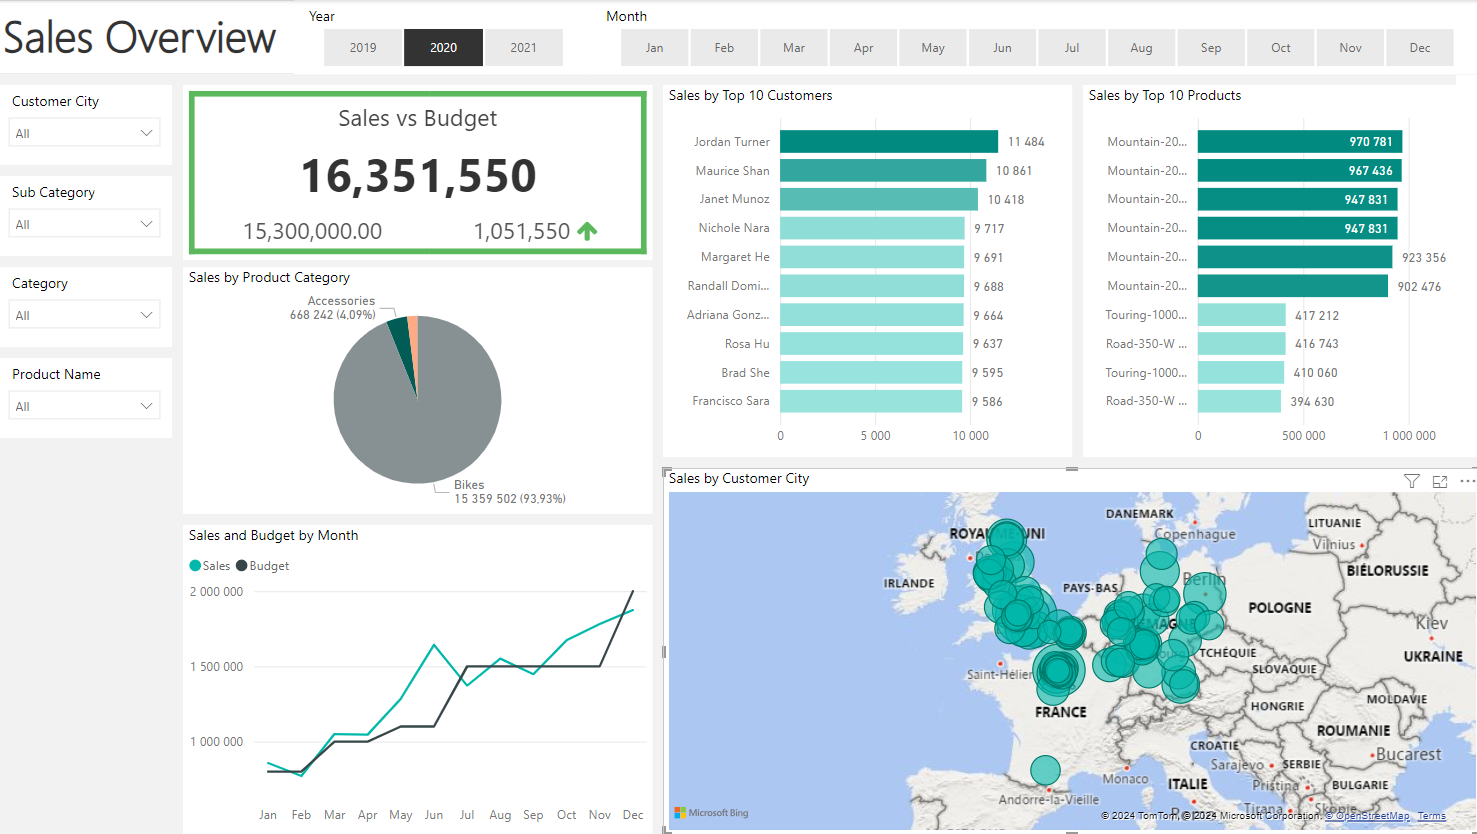 Sales Overview
Year
2019
2020
2021
Month
Jan
Feb
Mar
Apr
May
Jun
Jul
Aug
Sep
Oct
Nov
Dec
Customer City
All
Sub Category
All
Category
All
Product Name
All
Sales vs Budget
16,351,550
15,300,000.00
1,051,550
Sales by Product Category
Accessories
668 242 (4,09%)
Bikes
15 359 502 (93,93%)
Sales and Budget by Month
Sales
Budget
2 000 000
1 500 000
1 000 000
Jan
Feb
Mar
Apr
May
Jun
Jul
Aug
Sep
Oct
Nov
Dec
Sales by Top 10 Customers
Jordan Turner 11 484
Maurice Shan 10 861
Janet Munoz 10 418
Nichole Nara 9 717
Margaret He 9 691
Randall Domi... 9 688
Adriana Gonz... 9 664
Rosa Hu 9 637
Brad She 9 595
Francisco Sara 9 586
0
5 000
10 000
Sales by Top 10 Products
Mountain-20... 970 781
Mountain-20... 967 436
Mountain-20... 947 831
Mountain-20... 947 831
Mountain-20... 923 356
Mountain-20... 902 476
Touring-1000... 417 212
Road-350-W ... 416 743
Touring-1000... 410 060
Road-350-W ... 394 630
0
500 000
1 000 000
Sales by Customer City
DANEMARK
Copenhague
LITUANIE
Vilnius
BIÉLORUSSIE
IRLANDE
PAYS-BAS
Berlin
POLOGNE
Kiev
UKRAINE
TCHÉQUIE
SLOVAQUIE
Saint-Hélier
FRANCE
MOLDAVIE
HONGRIE
ROUMANIE
CROATIE
Bucarest
Sarajevo
SERBIE
Monaco
ITALIE
Pristina
BULGARIE
Andorre-la-Vieille
Tirana
Skopje
Microsoft Bing
© 2024 TomTom, © 2024 Microsoft Corporation, © OpenStreetMap Terms